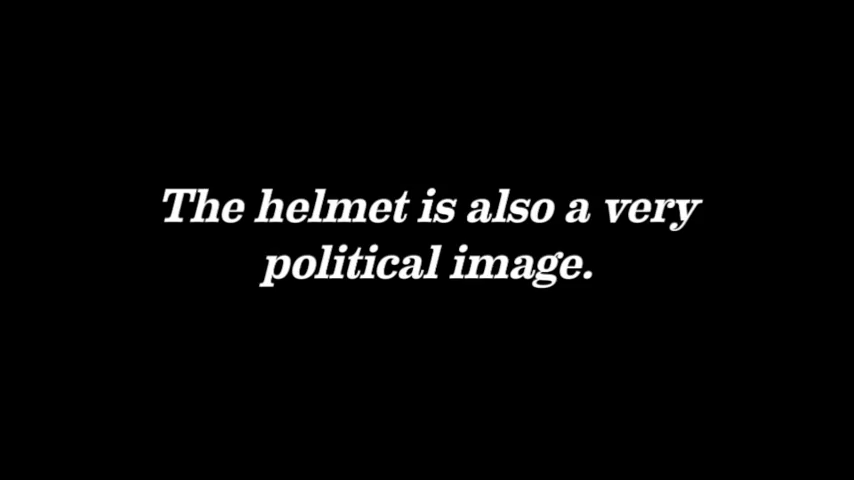 The helmet is also a very
political image.